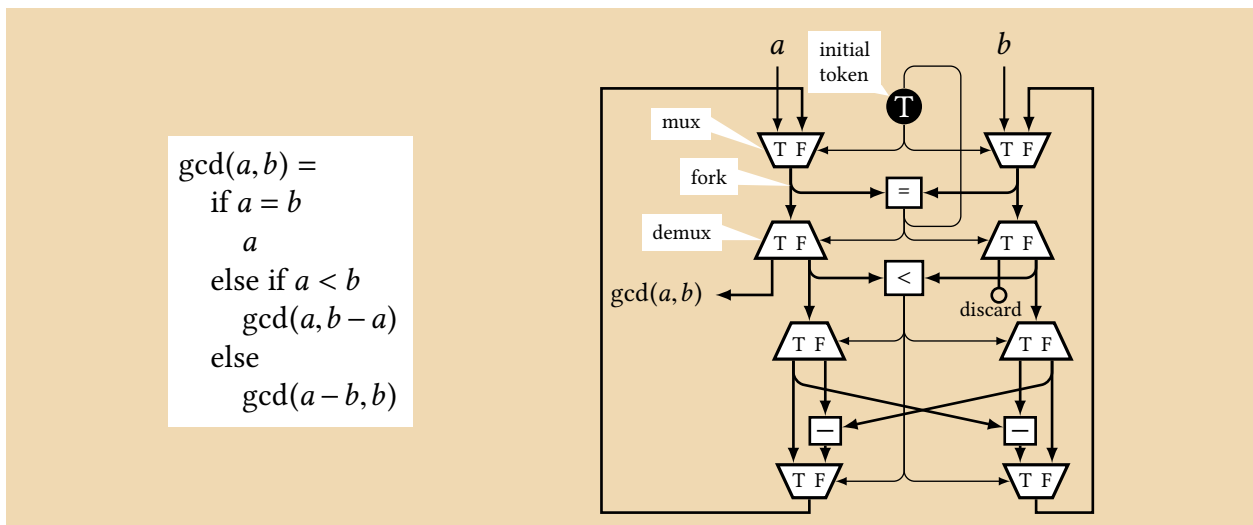 gcd(a, b) =
if a = b
a
else if a < b
gcd(a, b − a)
else
gcd(a − b, b)
a
initial
token
b
T
mux
T F
T F
fork
=
demux
T F
T F
gcd(a, b)
<
discard
T F
T F
−
−
T F
T F